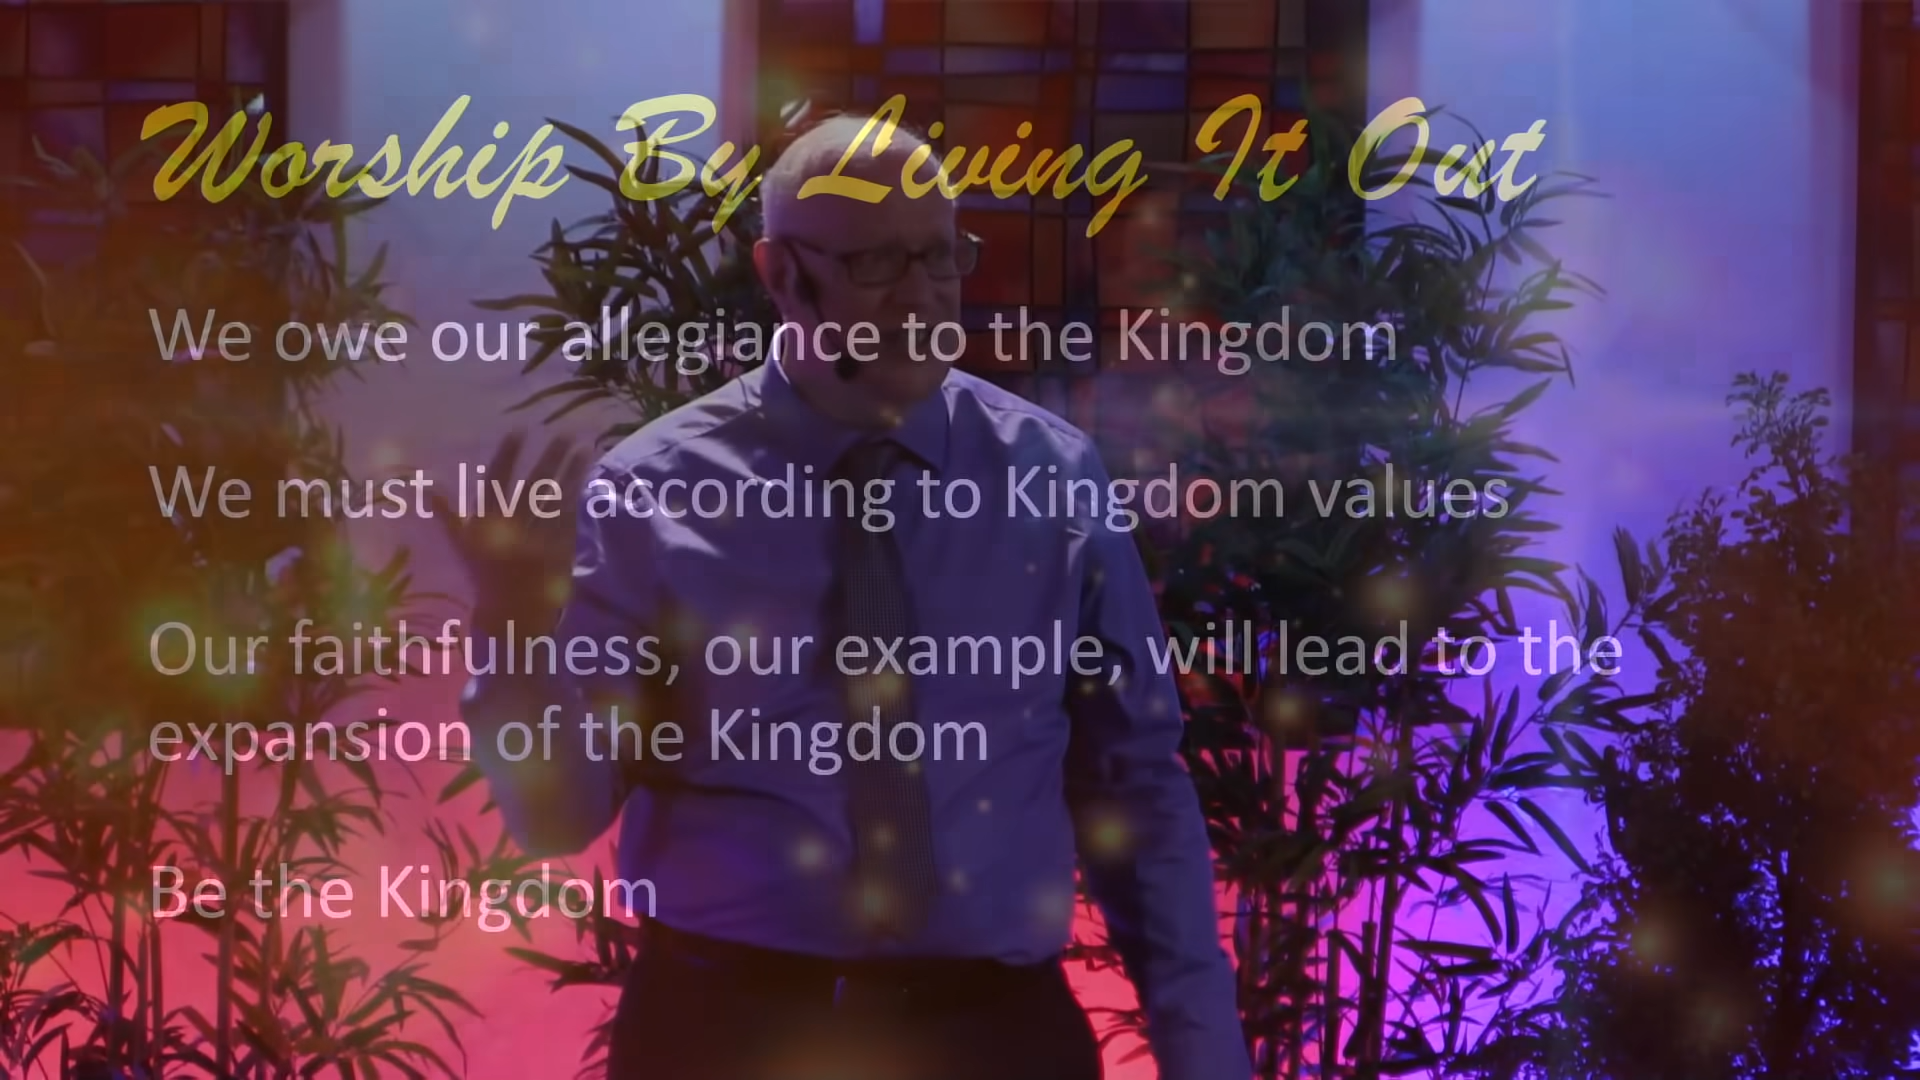 Worship By Living It Out
We owe our allegiance to the Kingdom
We must live according to Kingdom values
Our faithfulness, our example, will lead to the
expansion of the Kingdom
Be the Kingdom